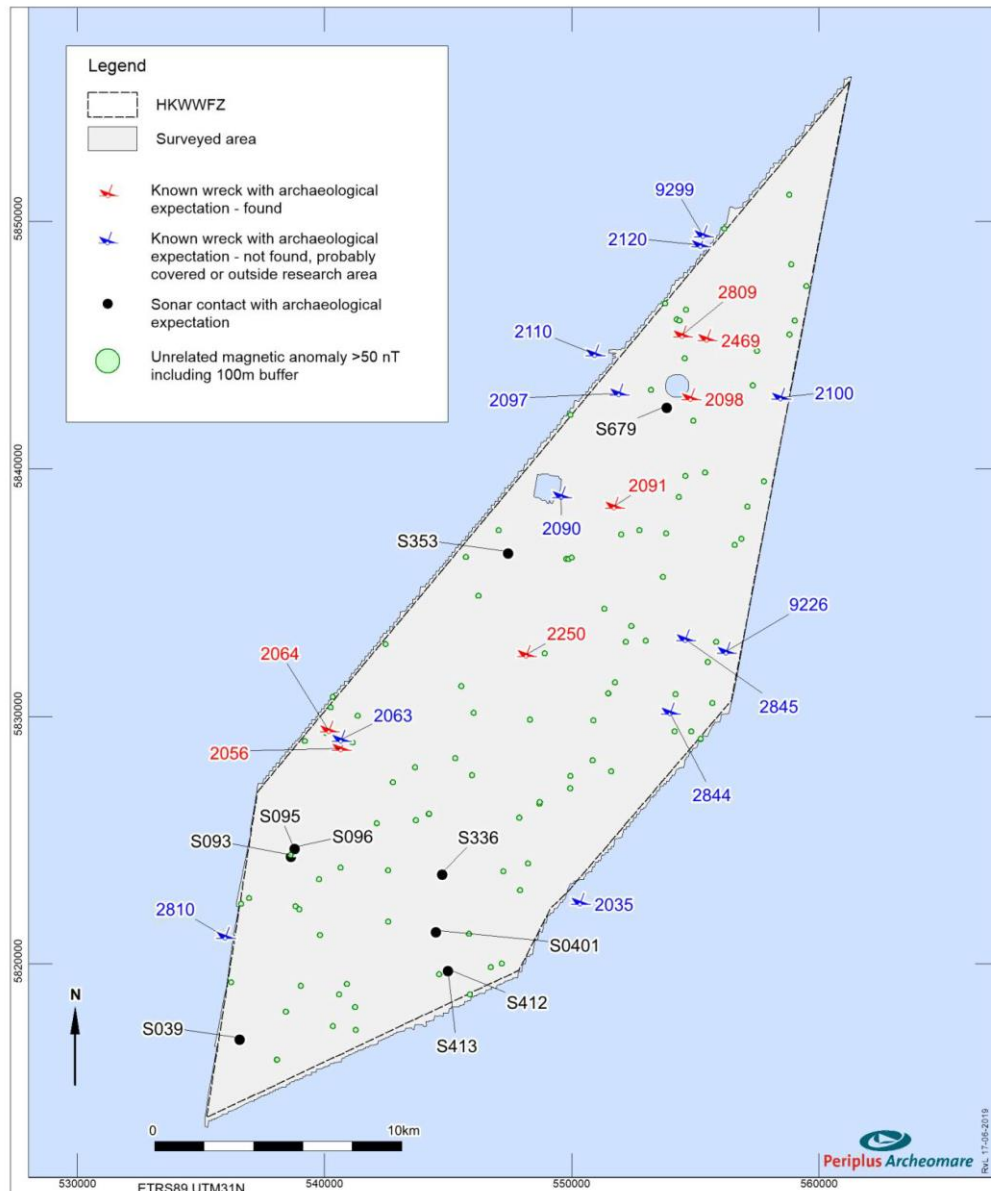 Legend
HKWWFZ
Surveyed area
Known wreck with archaeological
expectation - found
Known wreck with archaeological
expectation - not found, probably
covered or outside research area
Sonar contact with archaeological
expectation
Unrelated magnetic anomaly >50 nT
including 100m buffer
9299
5850000
2120
2809
2110
2469
2097
2098
2100
S679
5840000
2091
2090
S353
9226
2250
2064
5830000
2063
2845
2056
2844
S095
S096
S093
S336
2810
2035
S0401
5820000
N
S412
S039
S413
0
10km
Periplus Archeomare
RvL 17-06-2019
530000
540000
550000
560000
ETRS89 UTM31N